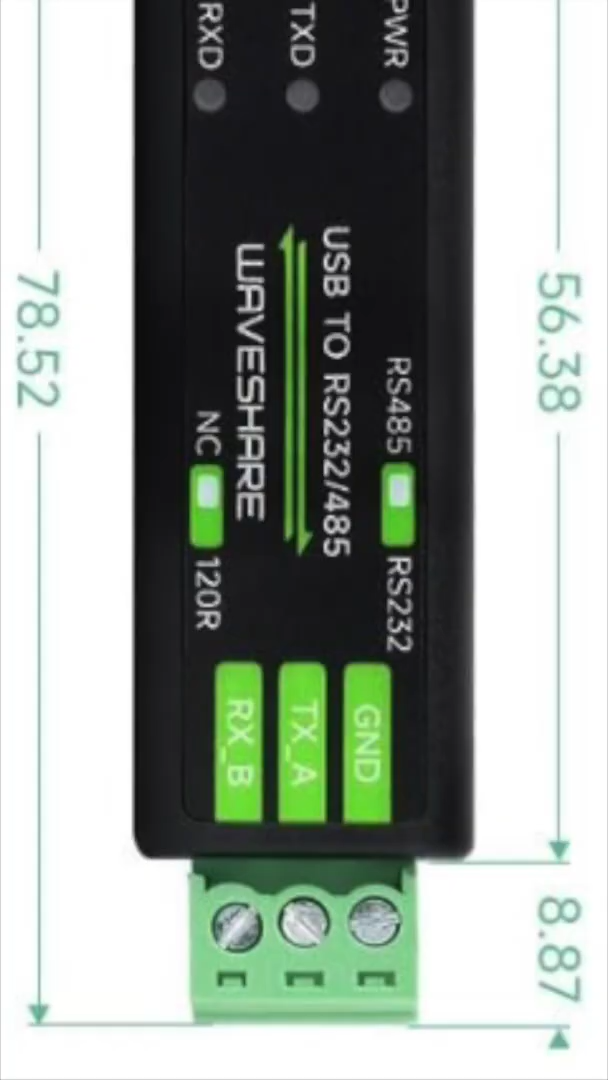 PWR
TXD
RXD
USB TO RS232/485
WAVESHARE
RS485
RS232
NC
120R
GND
TX_A
RX_B
56.38
8.87
78.52